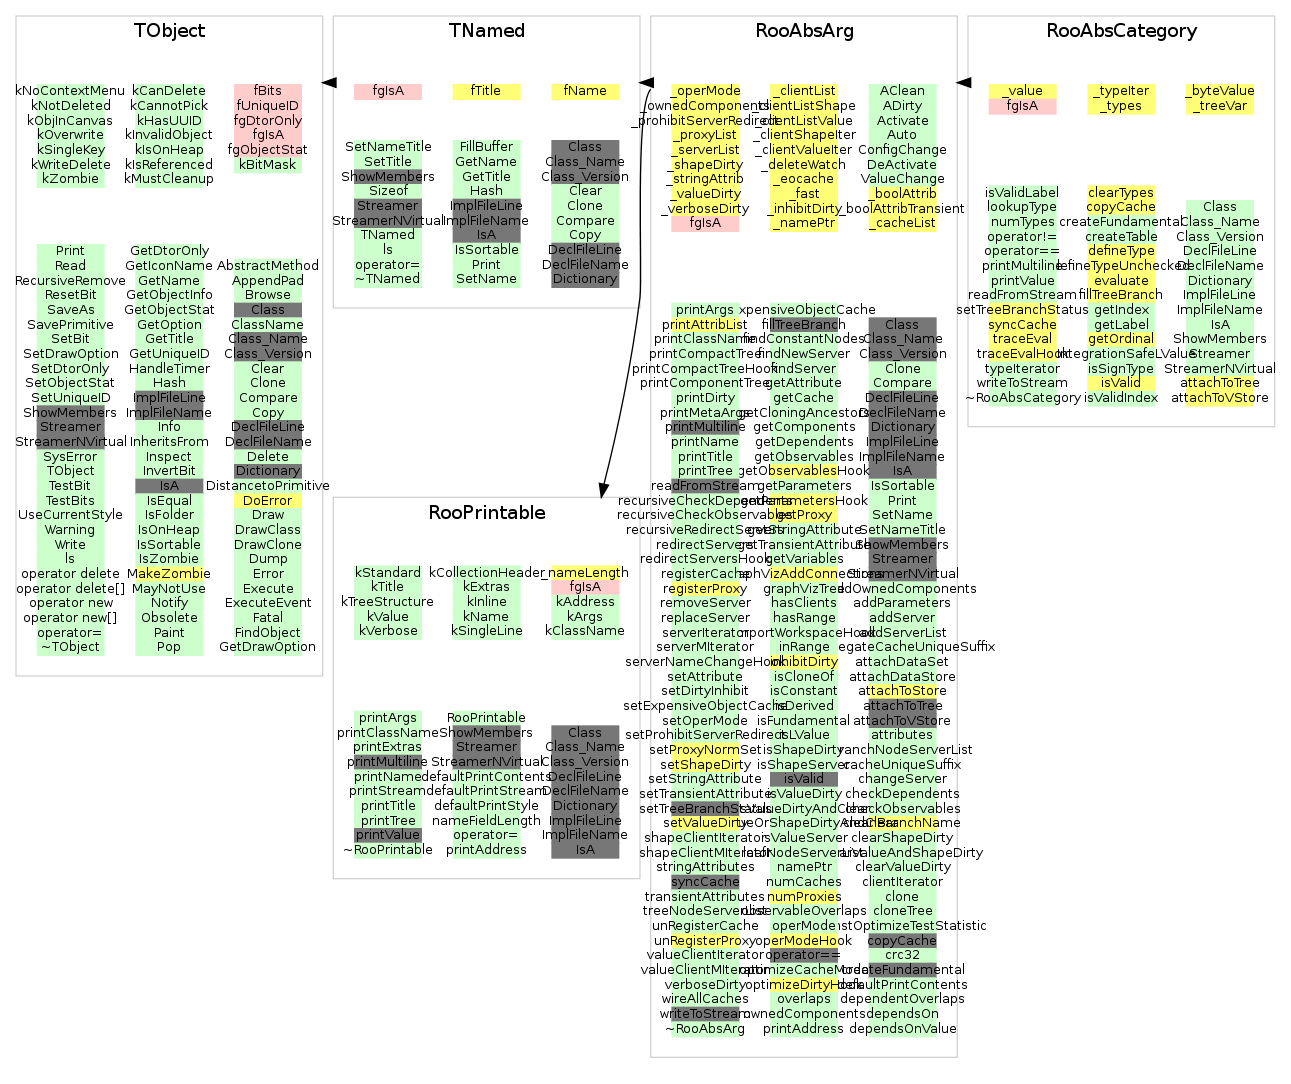 TObject
kNoContextMenu
kNotDeleted
kObjInCanvas
kOverwrite
kSingleKey
kWriteDelete
kZombie
kCanDelete
kCannotPick
kHasUUID
kInvalidObject
kIsOnHeap
kIsReferenced
kMustCleanup
fBits
fUniqueID
fgDtorOnly
fgIsA
fgObjectStat
kBitMask
Print
Read
RecursiveRemove
ResetBit
SaveAs
SavePrimitive
SetBit
SetDrawOption
SetDtorOnly
SetObjectStat
SetUniqueID
ShowMembers
Streamer
StreamerNVirtual
SysError
TObject
TestBit
TestBits
UseCurrentStyle
Warning
Write
ls
operator delete
operator delete[]
operator new
operator new[]
operator=
~TObject
GetDtorOnly
GetIconName
GetName
GetObjectInfo
GetObjectStat
GetOption
GetTitle
GetUniqueID
HandleTimer
Hash
ImplFileLine
ImplFileName
Info
InheritsFrom
Inspect
InvertBit
IsA
IsEqual
IsFolder
IsOnHeap
IsSortable
IsZombie
MakeZombie
MayNotUse
Notify
Obsolete
Paint
Pop
AbstractMethod
AppendPad
Browse
Class
ClassName
Class_Name
Class_Version
Clear
Clone
Compare
Copy
DeclFileLine
DeclFileName
Delete
Dictionary
DistancetoPrimitive
DoError
Draw
DrawClass
DrawClone
Dump
Error
Execute
ExecuteEvent
Fatal
FindObject
GetDrawOption
TNamed
fgIsA
fTitle
fName
SetNameTitle
SetTitle
ShowMembers
Sizeof
Streamer
StreamerNVirtual
TNamed
ls
operator=
~TNamed
FillBuffer
GetName
GetTitle
Hash
ImplFileLine
ImplFileName
IsA
IsSortable
Print
SetName
Class
Class_Name
Class_Version
Clear
Clone
Compare
Copy
DeclFileLine
DeclFileName
Dictionary
RooPrintable
kStandard
kTitle
kTreeStructure
kValue
kVerbose
kCollectionHeader
kExtras
kInline
kName
kSingleLine
_nameLength
fgIsA
kAddress
kArgs
kClassName
printArgs
printClassName
printExtras
printMultiline
printName
printStream
printTitle
printTree
printValue
~RooPrintable
RooPrintable
ShowMembers
Streamer
StreamerNVirtual
defaultPrintContents
defaultPrintStream
defaultPrintStyle
nameFieldLength
operator=
printAddress
Class
Class_Name
Class_Version
DeclFileLine
DeclFileName
Dictionary
ImplFileLine
ImplFileName
IsA
RooAbsArg
_operMode
_ownedComponents
_prohibitServerRedirect
_proxyList
_serverList
_shapeDirty
_stringAttrib
_valueDirty
_verboseDirty
fgIsA
_clientList
_clientListShape
_clientListValue
_clientShapeIter
_clientValueIter
_deleteWatch
_eocache
_fast
_inhibitDirty
_namePtr
AClean
ADirty
Activate
Auto
ConfigChange
DeActivate
ValueChange
_boolAttrib
_boolAttribTransient
_cacheList
printArgs
printAttribList
printClassName
printCompactTree
printCompactTreeHook
printComponentTree
printDirty
printMetaArgs
printMultiline
printName
printTitle
printTree
readFromStream
recursiveCheckDependents
recursiveCheckObservables
recursiveRedirectServers
redirectServers
redirectServersHook
registerCache
registerProxy
removeServer
replaceServer
serverIterator
serverMIterator
serverNameChangeHook
setAttribute
setDirtyInhibit
setExpensiveObjectCache
setOperMode
setProhibitServerRedirect
setProxyNormSet
setShapeDirty
setStringAttribute
setTransientAttribute
setTreeBranchStatus
setValueDirty
shapeClientIterator
shapeClientMIterator
stringAttributes
syncCache
transientAttributes
treeNodeServerList
unRegisterCache
unRegisterProxy
valueClientIterator
valueClientMIterator
verboseDirty
wireAllCaches
writeToStream
~RooAbsArg
xpensiveObjectCache
fillTreeBranch
findConstantNodes
findNewServer
findServer
getAttribute
getCache
getCloningAncestors
getComponents
getDependents
getObservables
getObservablesHook
getParameters
getParametersHook
getProxy
getStringAttribute
getTransientAttribute
getVariables
aphVizAddConnections
graphVizTree
hasClients
hasRange
importWorkspaceHook
inRange
inhibitDirty
isCloneOf
isConstant
isDerived
isFundamental
isLValue
isShapeDirty
isShapeServer
isValid
isValueDirty
isValueDirtyAndClear
ueOrShapeDirtyAndClear
isValueServer
leafNodeServerList
namePtr
numCaches
numProxies
observableOverlaps
operMode
operModeHook
operator==
optimizeCacheMode
optimizeDirtyHook
overlaps
ownedComponents
printAddress
Class
Class_Name
Class_Version
Clone
Compare
DeclFileLine
DeclFileName
Dictionary
ImplFileLine
ImplFileName
IsA
IsSortable
Print
SetName
SetNameTitle
ShowMembers
Streamer
StreamerNVirtual
addOwnedComponents
addParameters
addServer
addServerList
egateCacheUniqueSuffix
attachDataSet
attachDataStore
attachToStore
attachToTree
attachToVStore
attributes
branchNodeServerList
cacheUniqueSuffix
changeServer
checkDependents
checkObservables
cleanBranchName
clearShapeDirty
clearValueAndShapeDirty
clearValueDirty
clientIterator
clone
cloneTree
nstOptimizeTestStatistic
copyCache
crc32
createFundamental
defaultPrintContents
dependentOverlaps
dependsOn
dependsOnValue
RooAbsCategory
_value
fgIsA
_typeIter
_types
_byteValue
_treeVar
isValidLabel
lookupType
numTypes
operator!=
operator==
printMultiline
printValue
readFromStream
setTreeBranchStatus
syncCache
traceEval
traceEvalHook
typeIterator
writeToStream
~RooAbsCategory
clearTypes
copyCache
createFundamental
createTable
defineType
defineTypeUnchecked
evaluate
fillTreeBranch
getIndex
getLabel
getOrdinal
integrationSafeLValue
isSignType
isValid
isValidIndex
Class
Class_Name
Class_Version
DeclFileLine
DeclFileName
Dictionary
ImplFileLine
ImplFileName
IsA
ShowMembers
Streamer
StreamerNVirtual
attachToTree
attachToVStore